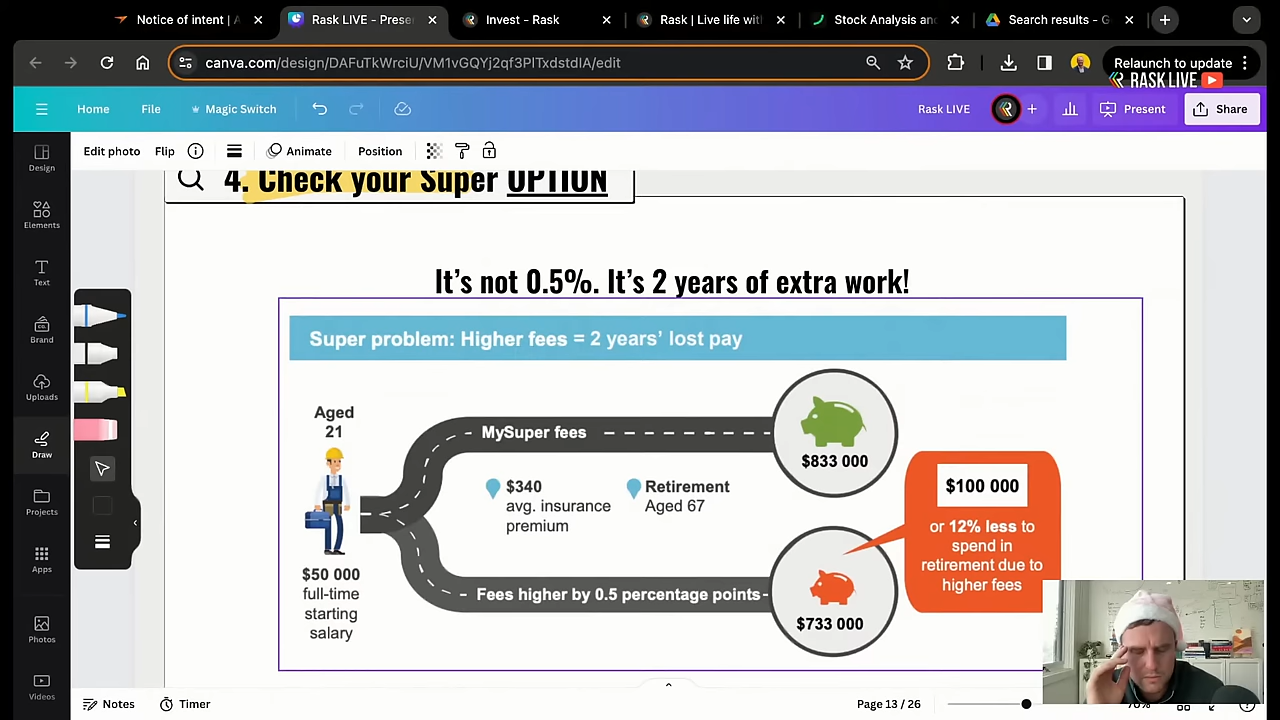 Notice of intent | A
Rask LIVE - Prese
Invest - Rask
Rask | Live life wit
Stock Analysis and
Search results - G
canva.com/design/DAFuTkWrciU/VM1vGQYj2qf3PlTxdstdIA/edit
Relaunch to update
RASK LIVE
Home
File
Magic Switch
Rask LIVE
Present
Share
Edit photo
Flip
Animate
Position
Design
Elements
Text
Brand
Uploads
Draw
Projects
Apps
Photos
Videos
4. Check your Super OPTION
It's not 0.5%. It's 2 years of extra work!
Super problem: Higher fees = 2 years' lost pay
Aged
21
$50 000
full-time
starting
salary
MySuper fees
$340
avg. insurance
premium
Retirement
Aged 67
Fees higher by 0.5 percentage points
$833 000
$733 000
$100 000
or 12% less to
spend in
retirement due to
higher fees
Notes
Timer
Page 13 / 26